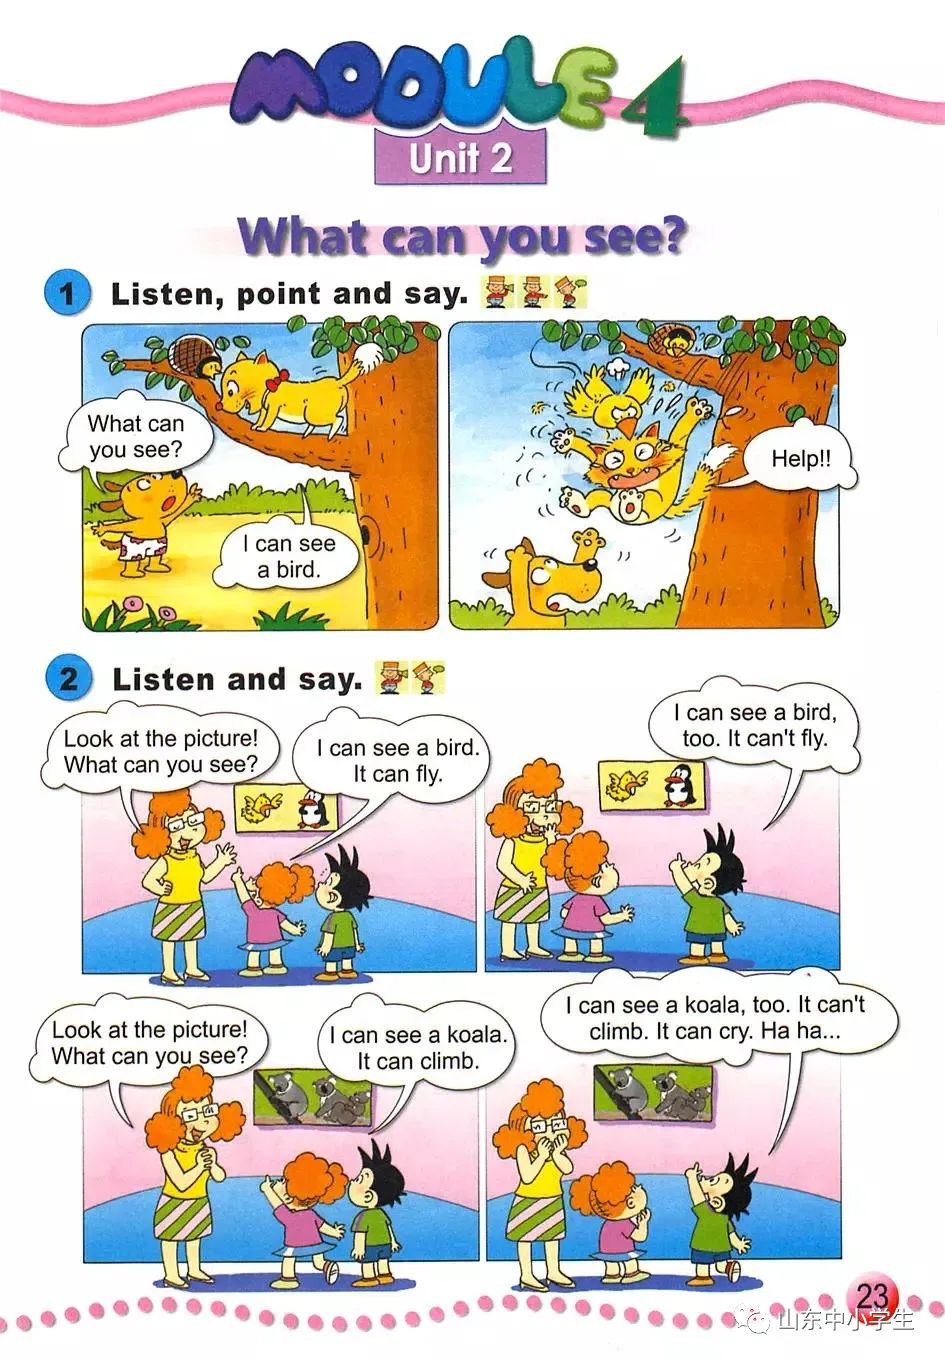 MODULE 4
Unit 2
What can you see?
1 Listen, point and say.
What can
you see?
I can see
a bird.
Help!!
2 Listen and say.
Look at the picture!
What can you see?
I can see a bird.
It can fly.
I can see a bird,
too. It can't fly.
Look at the picture!
What can you see?
I can see a koala.
It can climb.
I can see a koala, too. It can't
climb. It can cry. Ha ha...
23
山东中小学生